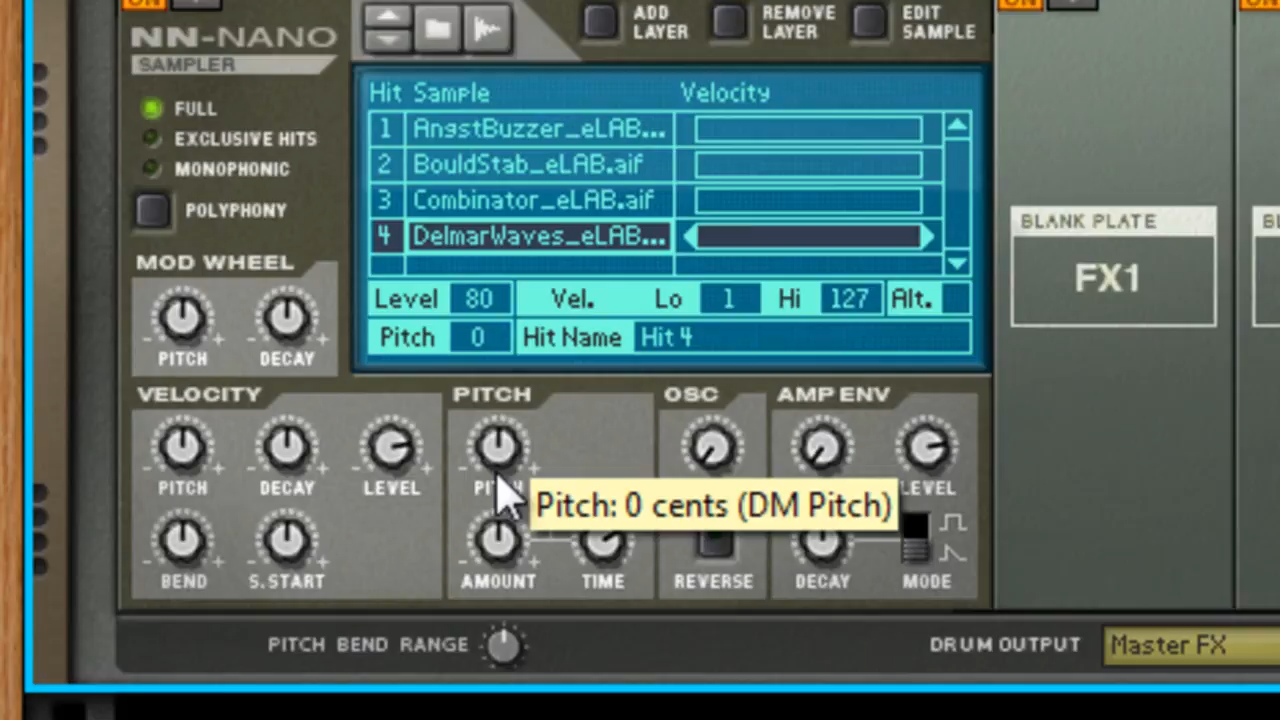 ON
ON
NN-NANO
SAMPLER
ADD
LAYER
REMOVE
LAYER
EDIT
SAMPLE
FULL
EXCLUSIVE HITS
MONOPHONIC
POLYPHONY
Hit Sample Velocity
1 AngstBuzzer_eLAB...
2 BouldStab_eLAB.aif
3 Combinator_eLAB.aif
4 DelmarWaves_eLAB...
Level 80 Vel. Lo 1 Hi 127 Alt.
Pitch 0 Hit Name Hit 4
BLANK PLATE
FX1
MOD WHEEL
PITCH DECAY
VELOCITY PITCH OSC AMP ENV
PITCH DECAY LEVEL LEVEL
Pitch: 0 cents (DM Pitch)
BEND S.START AMOUNT TIME REVERSE DECAY MODE
PITCH BEND RANGE
DRUM OUTPUT Master FX